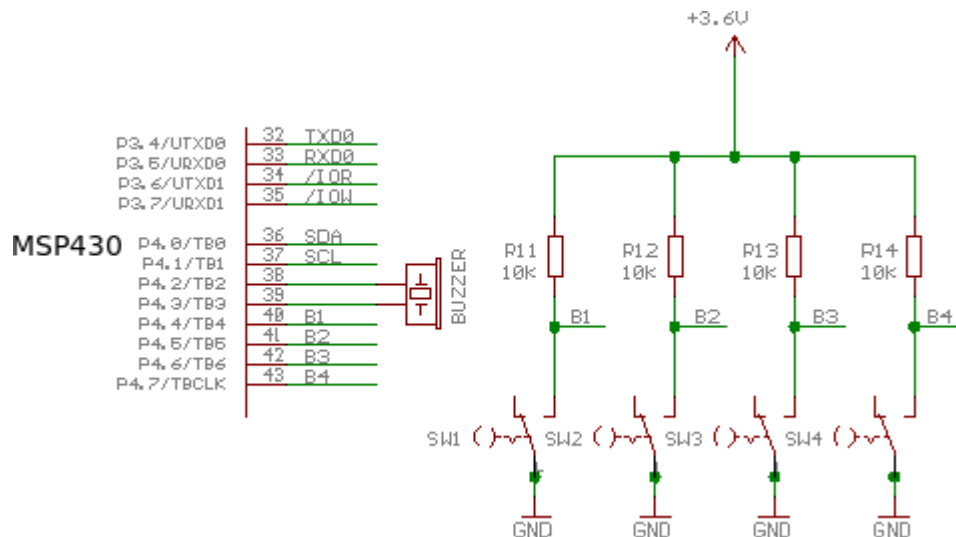 +3.6V
P3.4/UTXD0 32 TXD0
P3.5/URXD0 33 RXD0
P3.6/UTXD1 34 /IOR
P3.7/URXD1 35 /IOW
MSP430
P4.0/TB0 36 SDA
P4.1/TB1 37 SCL
P4.2/TB2 38
P4.3/TB3 39
P4.4/TB4 40 B1
P4.5/TB5 41 B2
P4.6/TB6 42 B3
P4.7/TBCLK 43 B4
BUZZER
R11 10k
R12 10k
R13 10k
R14 10k
B1 B2 B3 B4
SW1 SW2 SW3 SW4
GND GND GND GND